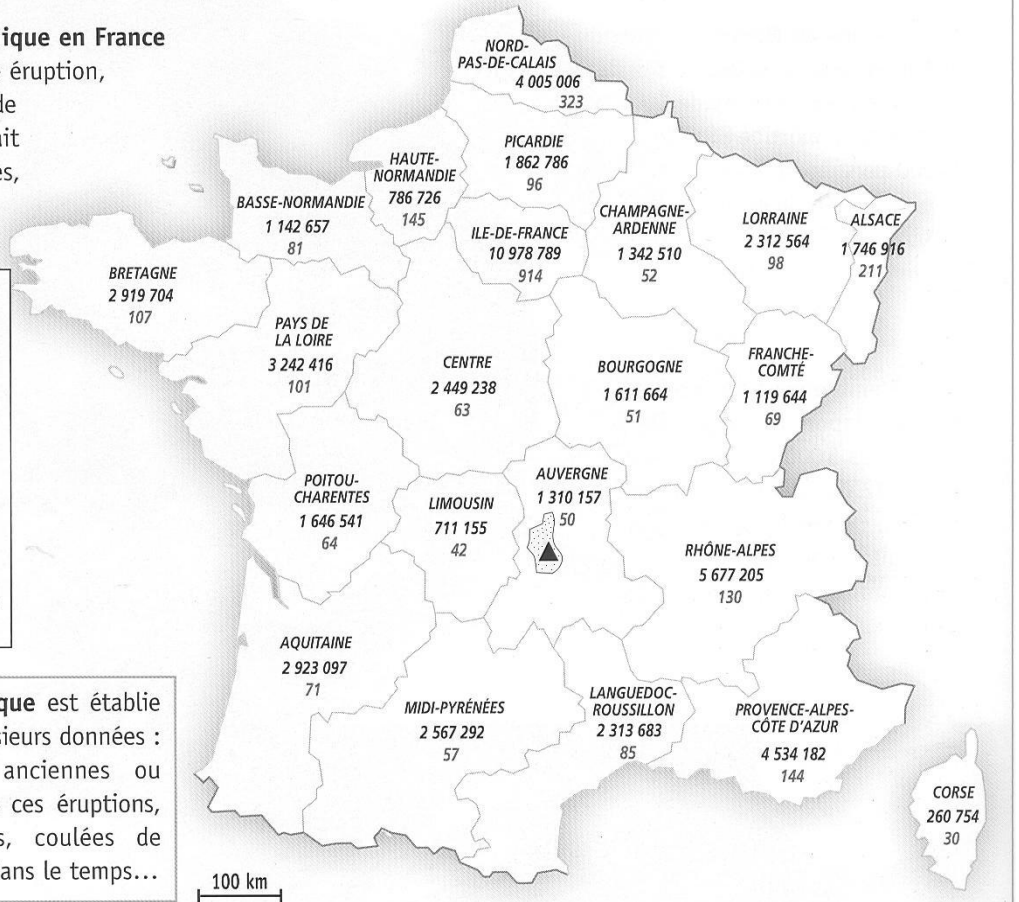 ique en France
éruption,
de
ait
es,
NORD-
PAS-DE-CALAIS
4 005 006
323
PICARDIE
1 862 786
96
HAUTE-
NORMANDIE
786 726
145
BASSE-NORMANDIE
1 142 657
81
ILE-DE-FRANCE
10 978 789
914
CHAMPAGNE-
ARDENNE
1 342 510
52
LORRAINE
2 312 564
98
ALSACE
1 746 916
211
BRETAGNE
2 919 704
107
PAYS DE
LA LOIRE
3 242 416
101
CENTRE
2 449 238
63
BOURGOGNE
1 611 664
51
FRANCHE-
COMTÉ
1 119 644
69
POITOU-
CHARENTES
1 646 541
64
LIMOUSIN
711 155
42
AUVERGNE
1 310 157
50
RHÔNE-ALPES
5 677 205
130
AQUITAINE
2 923 097
71
MIDI-PYRÉNÉES
2 567 292
57
LANGUEDOC-
ROUSSILLON
2 313 683
85
PROVENCE-ALPES-
CÔTE D'AZUR
4 534 182
144
CORSE
260 754
30
que est établie
sieurs données :
anciennes ou
ces éruptions,
s, coulées de
ans le temps...
100 km